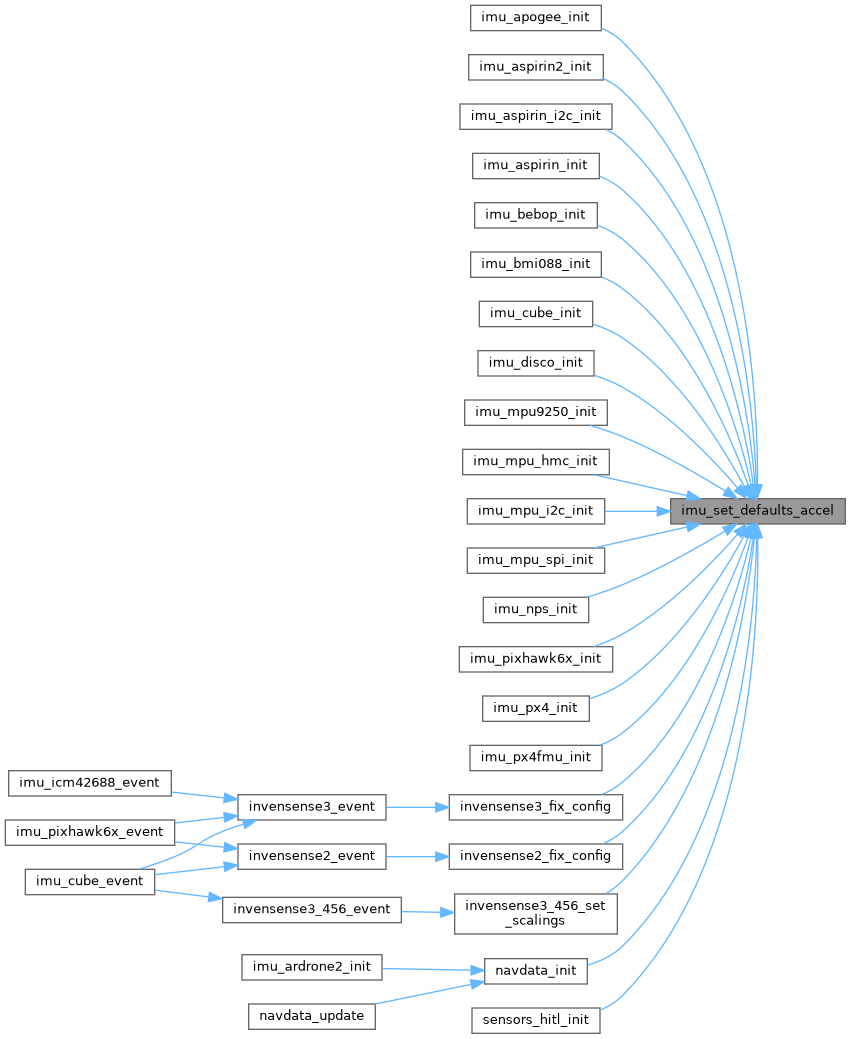 imu_apogee_init
imu_aspirin2_init
imu_aspirin_i2c_init
imu_aspirin_init
imu_bebop_init
imu_bmi088_init
imu_cube_init
imu_disco_init
imu_mpu9250_init
imu_mpu_hmc_init
imu_mpu_i2c_init
imu_set_defaults_accel
imu_mpu_spi_init
imu_nps_init
imu_pixhawk6x_init
imu_px4_init
imu_px4fmu_init
imu_icm42688_event
invensense3_event
invensense3_fix_config
imu_pixhawk6x_event
invensense2_event
invensense2_fix_config
imu_cube_event
invensense3_456_event
invensense3_456_set
_scalings
imu_ardrone2_init
navdata_init
navdata_update
sensors_hitl_init